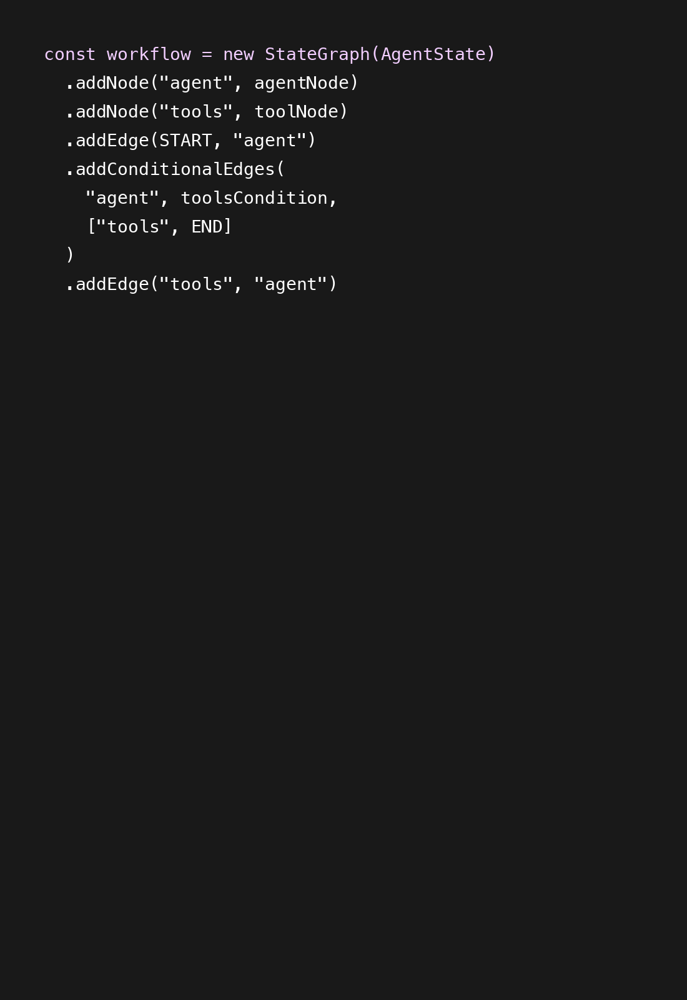 const workflow = new StateGraph(AgentState)
  .addNode("agent", agentNode)
  .addNode("tools", toolNode)
  .addEdge(START, "agent")
  .addConditionalEdges(
    "agent", toolsCondition,
    ["tools", END]
  )
  .addEdge("tools", "agent")